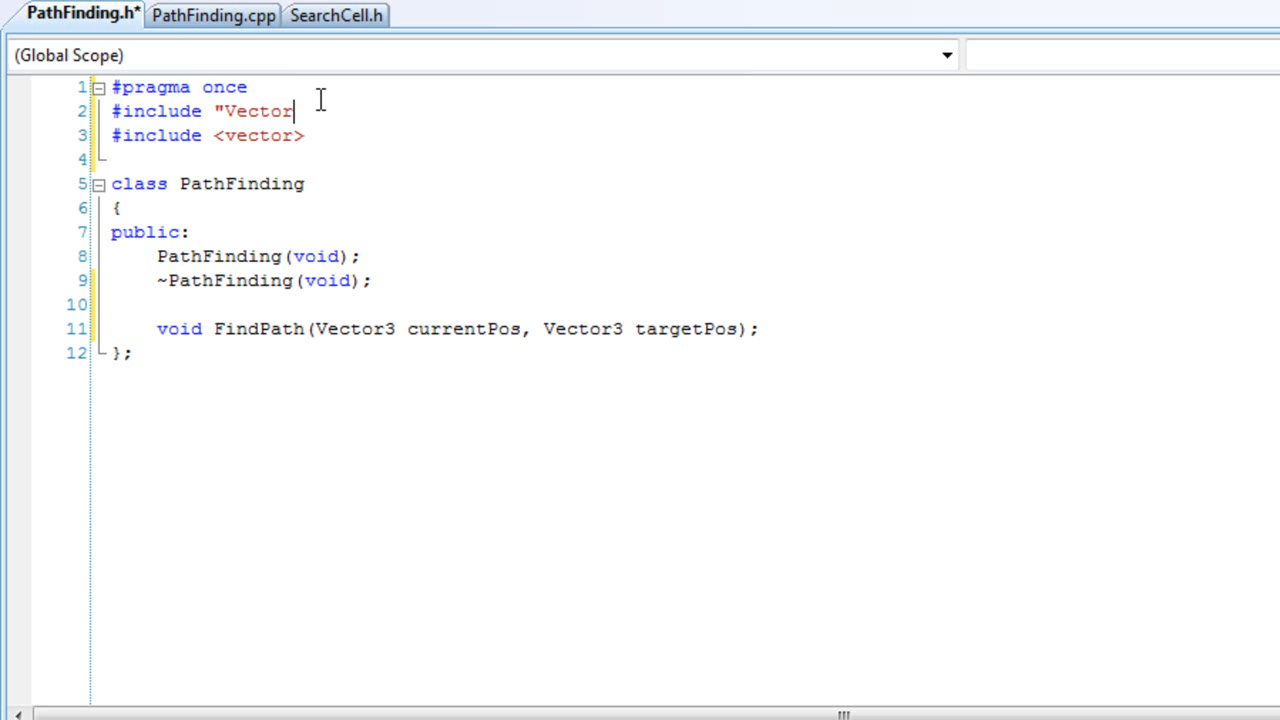 PathFinding.h* PathFinding.cpp SearchCell.h
(Global Scope)
1 #pragma once
2 #include "Vector
3 #include <vector>
4
5 class PathFinding
6 {
7 public:
8 PathFinding(void);
9 ~PathFinding(void);
10
11 void FindPath(Vector3 currentPos, Vector3 targetPos);
12 };